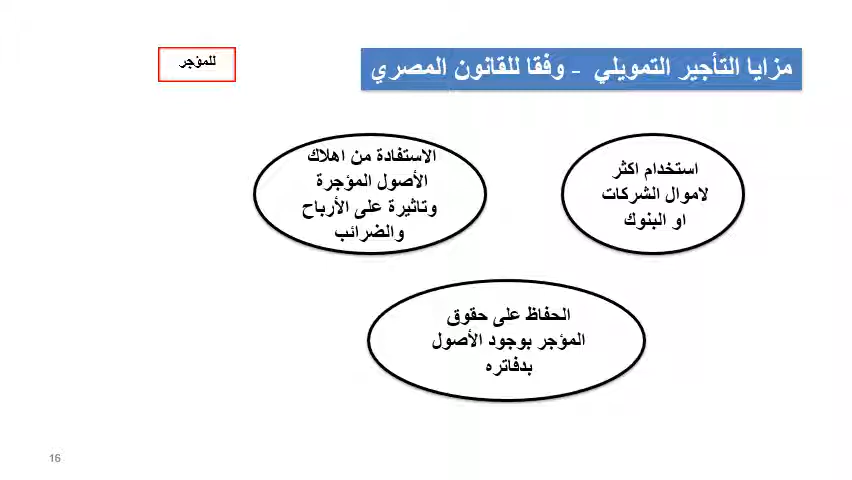 مزايا التأجير التمويلي - وفقا للقانون المصري
للمؤجر
استخدام اكثر
لاموال الشركات
او البنوك
الاستفادة من اهلاك
الأصول المؤجرة
وتاثيرة على الأرباح
والضرائب
الحفاظ على حقوق
المؤجر بوجود الأصول
بدفاتره
16